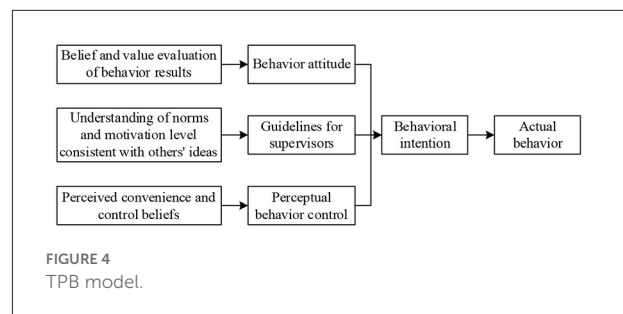 Belief and value evaluation
of behavior results
Behavior attitude
Understanding of norms
and motivation level
consistent with others' ideas
Guidelines for
supervisors
Behavioral
intention
Actual
behavior
Perceived convenience and
control beliefs
Perceptual
behavior control
FIGURE 4
TPB model.